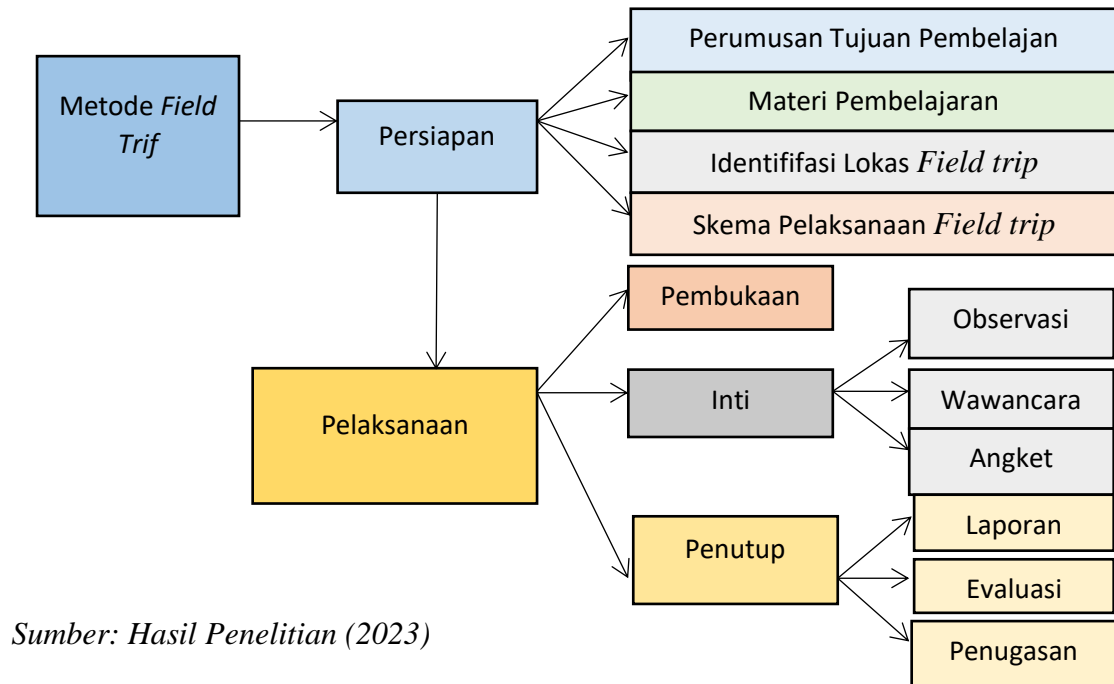 Metode Field
Trif
Persiapan
Perumusan Tujuan Pembelajan
Materi Pembelajaran
Identififasi Lokas Field trip
Skema Pelaksanaan Field trip
Pelaksanaan
Pembukaan
Inti
Observasi
Wawancara
Angket
Penutup
Laporan
Evaluasi
Penugasan
Sumber: Hasil Penelitian (2023)